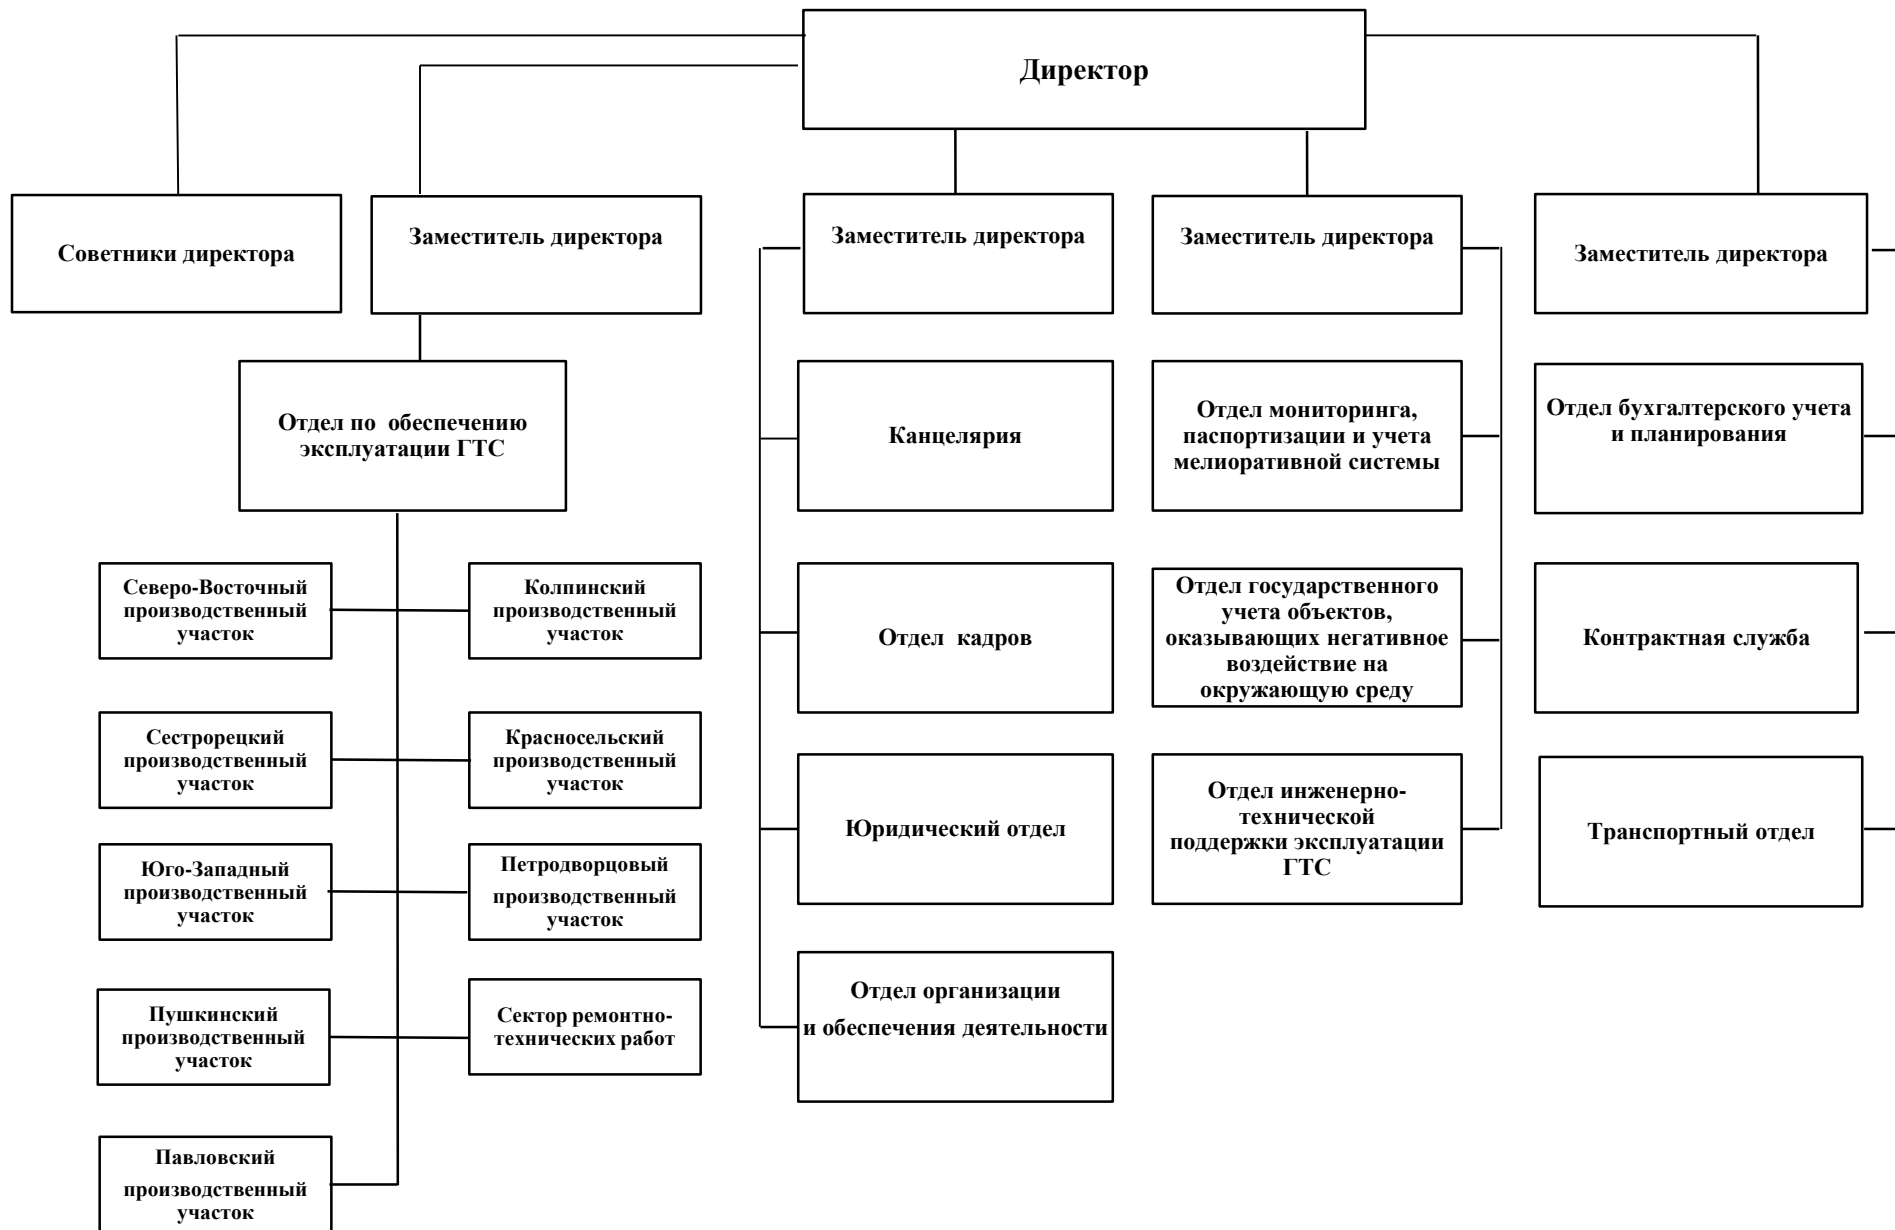 Директор
Советники директора
Заместитель директора
Заместитель директора
Заместитель директора
Заместитель директора
Отдел по обеспечению
эксплуатации ГТС
Северо-Восточный
производственный
участок
Колпинский
производственный
участок
Сестрорецкий
производственный
участок
Красносельский
производственный
участок
Юго-Западный
производственный
участок
Петродворцовый
производственный
участок
Пушкинский
производственный
участок
Сектор ремонтно-
технических работ
Павловский
производственный
участок
Канцелярия
Отдел кадров
Юридический отдел
Отдел организации
и обеспечения деятельности
Отдел мониторинга,
паспортизации и учета
мелиоративной системы
Отдел государственного
учета объектов,
оказывающих негативное
воздействие на
окружающую среду
Отдел инженерно-
технической
поддержки эксплуатации
ГТС
Отдел бухгалтерского учета
и планирования
Контрактная служба
Транспортный отдел